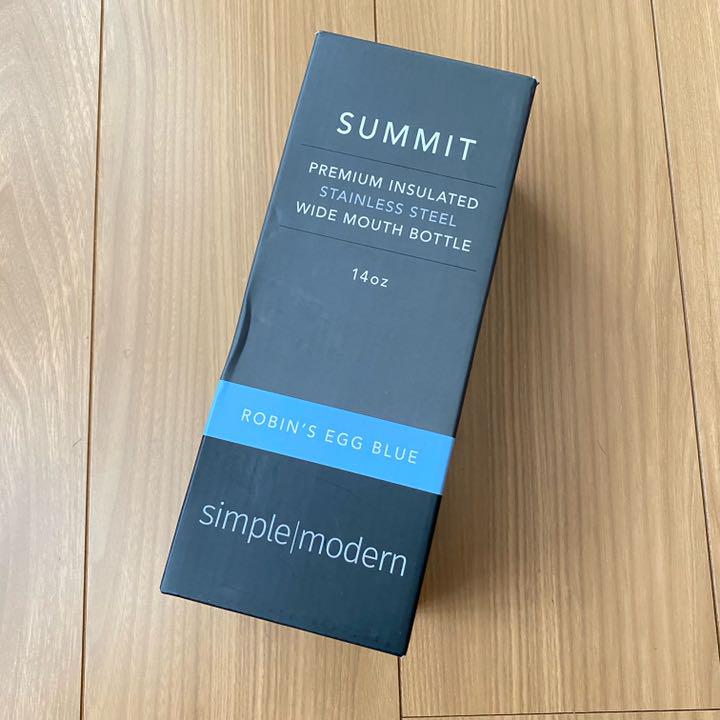 SUMMIT
PREMIUM INSULATED
STAINLESS STEEL
WIDE MOUTH BOTTLE
14oz
ROBIN'S EGG BLUE
simple|modern